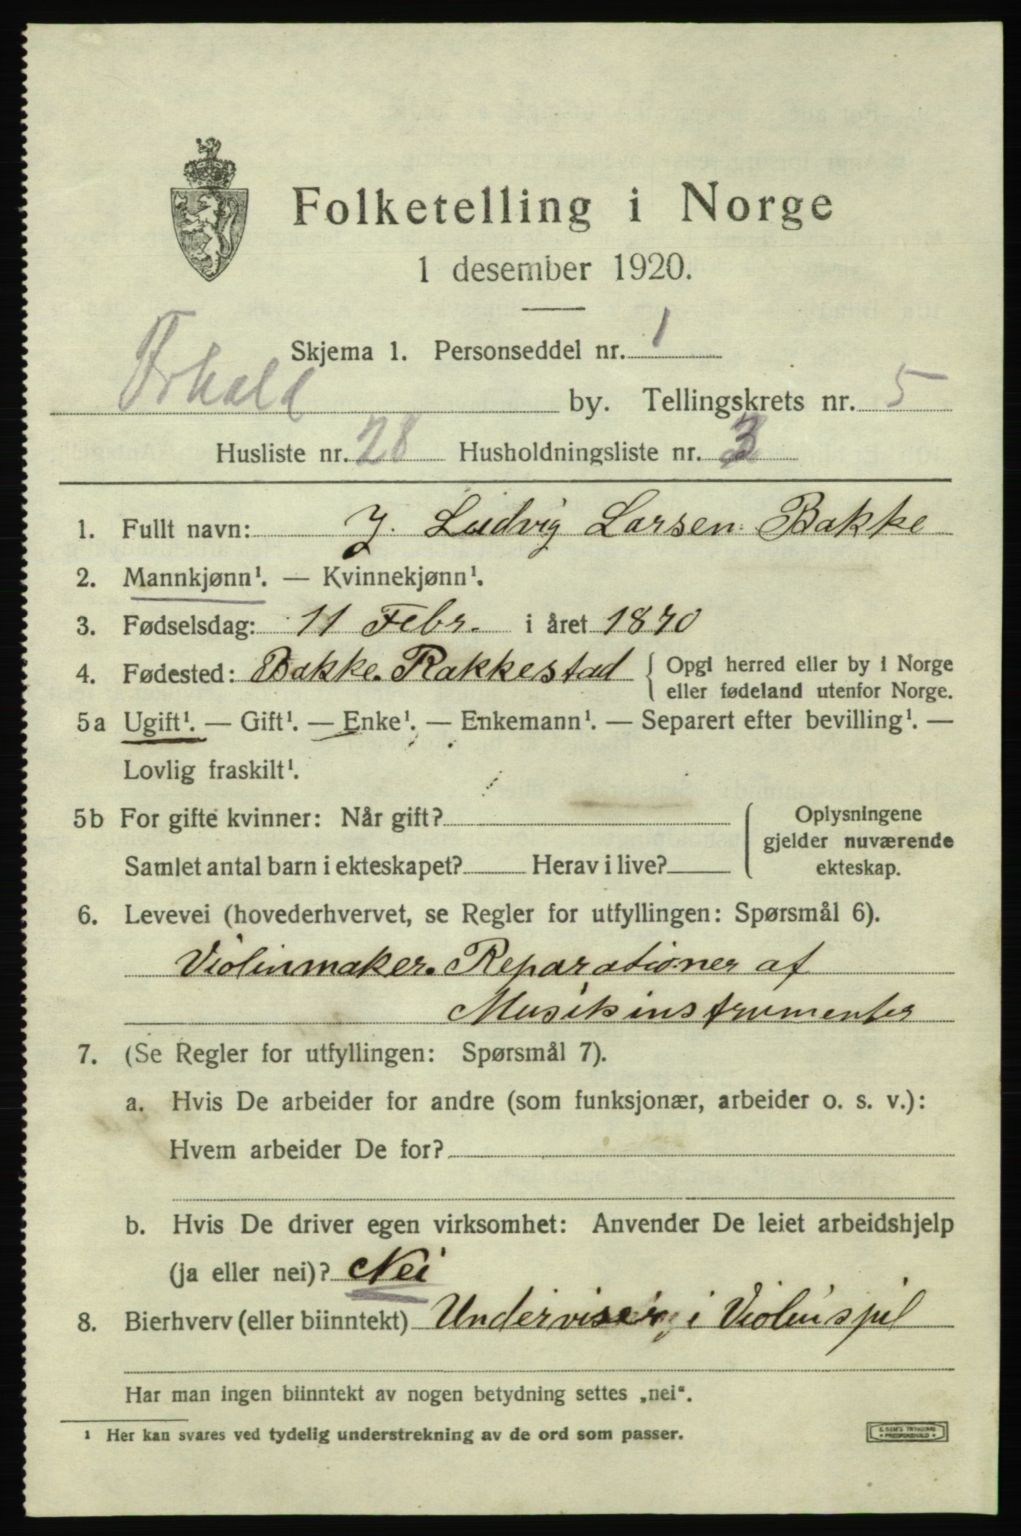 Folketelling i Norge
1 desember 1920.
Skjema 1. Personseddel nr. 1
Frhald by. Tellingskrets nr. 5
Husliste nr. 28 Husholdningsliste nr. 3
1. Fullt navn: J. Ludvig Larsen Bakke
2. Mannkjønn¹. — Kvinnekjønn¹.
3. Fødselsdag: 11 Febr. i året 1870
4. Fødested: Bakke. Rakkestad { Opgi herred eller by i Norge
eller fødeland utenfor Norge.
5a Ugift¹. — Gift¹. — Enke¹. — Enkemann¹. — Separert efter bevilling¹. —
Lovlig fraskilt¹.
5b For gifte kvinner: Når gift? Oplysningene
gjelder nuværende
Samlet antal barn i ekteskapet? Herav i live? ekteskap.
6. Levevei (hovederhvervet, se Regler for utfyllingen: Spørsmål 6).
Violinmaker. Reparationer af
Musikinstrumenter
7. (Se Regler for utfyllingen: Spørsmål 7).
a. Hvis De arbeider for andre (som funksjonær, arbeider o. s. v.):
Hvem arbeider De for?
b. Hvis De driver egen virksomhet: Anvender De leiet arbeidshjelp
(ja eller nei)? Nei
8. Bierhverv (eller biinntekt) Underviser i Violinspil
Har man ingen biinntekt av nogen betydning settes „nei“.
¹ Her kan svares ved tydelig understrekning av de ord som passer.